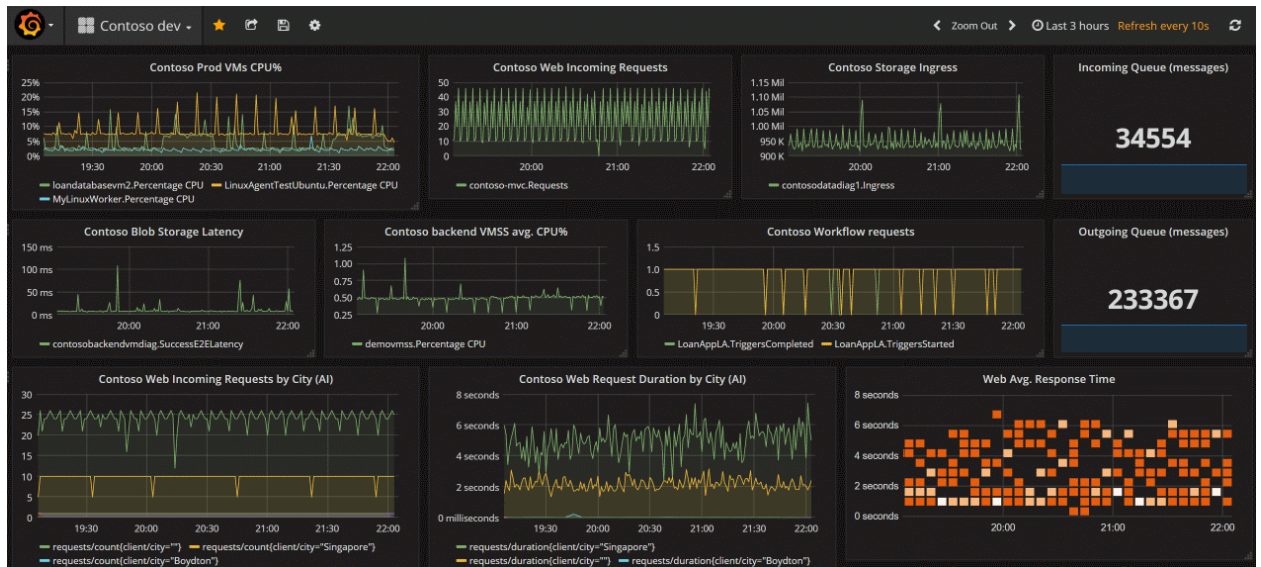 Contoso dev
Zoom Out
Last 3 hours Refresh every 10s
Contoso Prod VMs CPU%
25%
20%
15%
10%
5%
0%
19:30 20:00 20:30 21:00 21:30 22:00
loandatabasevm2.Percentage CPU LinuxAgentTestUbuntu.Percentage CPU
MyLinuxWorker.Percentage CPU
Contoso Web Incoming Requests
50
40
30
20
10
0
20:00 21:00 22:00
contoso-mvc.Requests
Contoso Storage Ingress
1.15 Mil
1.10 Mil
1.05 Mil
1.00 Mil
950 K
900 K
20:00 21:00 22:00
contosodatadiag1.Ingress
Incoming Queue (messages)
34554
Contoso Blob Storage Latency
150 ms
100 ms
50 ms
0 ms
20:00 21:00 22:00
contosobackendvmdiag.SuccessE2ELatency
Contoso backend VMSS avg. CPU%
1.25
1.00
0.75
0.50
0.25
20:00 21:00 22:00
demovmss.Percentage CPU
Contoso Workflow requests
1.5
1.0
0.5
0
19:30 20:00 20:30 21:00 21:30 22:00
LoanAppLA.TriggersCompleted LoanAppLA.TriggersStarted
Outgoing Queue (messages)
233367
Contoso Web Incoming Requests by City (AI)
30
25
20
15
10
5
0
19:30 20:00 20:30 21:00 21:30 22:00
requests/count{client/city=""} requests/count{client/city="Singapore"}
requests/count{client/city="Boydton"}
Contoso Web Request Duration by City (AI)
8 seconds
6 seconds
4 seconds
2 seconds
0 milliseconds
19:30 20:00 20:30 21:00 21:30 22:00
requests/duration{client/city="Singapore"}
requests/duration{client/city=""} requests/duration{client/city="Boydton"}
Web Avg. Response Time
8 seconds
6 seconds
4 seconds
2 seconds
0 seconds
20:00 21:00 22:00